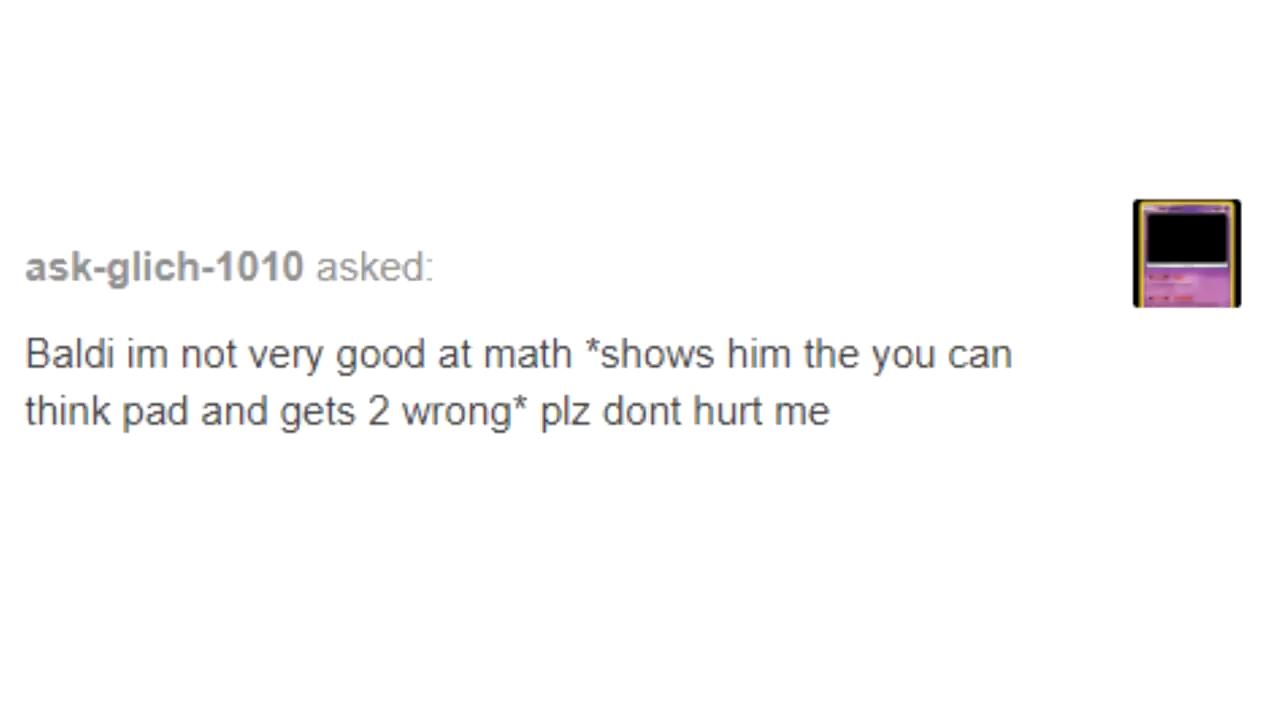 ask-glich-1010 asked:
Baldi im not very good at math *shows him the you can
think pad and gets 2 wrong* plz dont hurt me